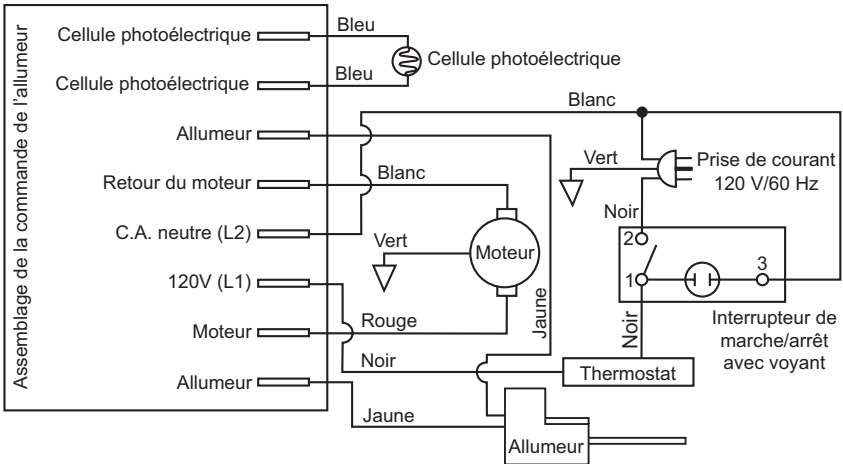 Assemblage de la commande de l'allumeur
Cellule photoélectrique
Bleu
Cellule photoélectrique
Cellule photoélectrique
Bleu
Blanc
Allumeur
Vert
Prise de courant
120 V/60 Hz
Retour du moteur
Blanc
Noir
C.A. neutre (L2)
Vert
Moteur
2
1
3
120V (L1)
Jaune
Noir
Interrupteur de
marche/arrêt
avec voyant
Moteur
Rouge
Noir
Thermostat
Allumeur
Jaune
Allumeur